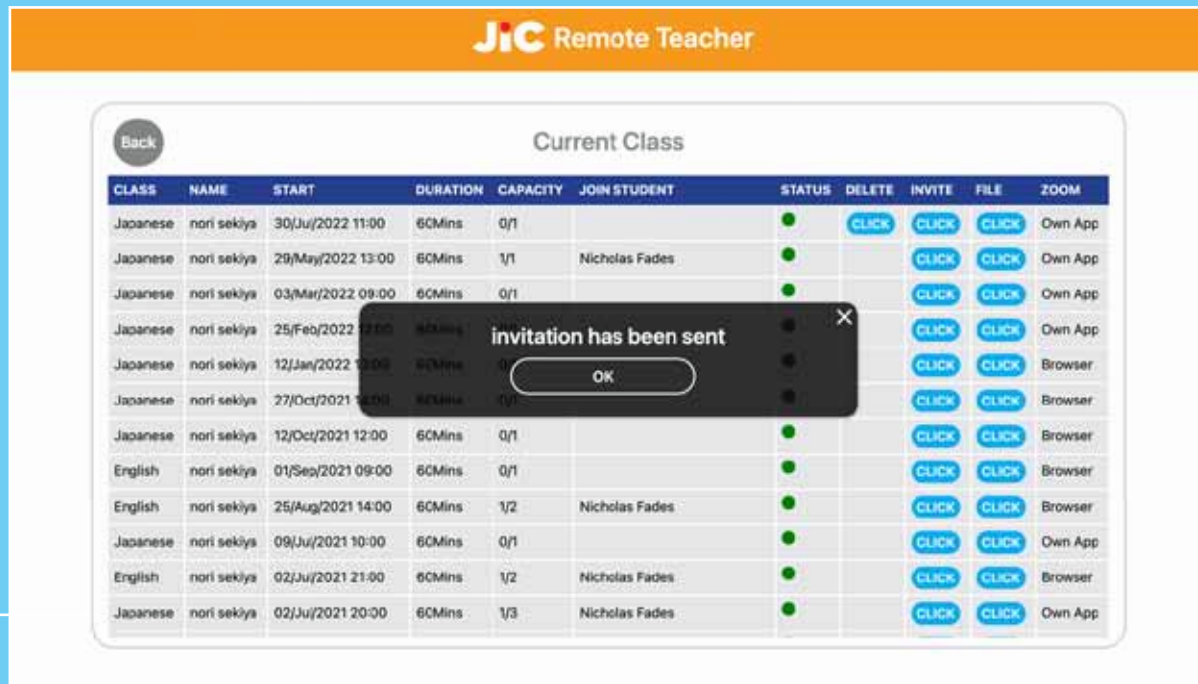 JiC Remote Teacher
Back
Current Class
CLASS NAME START DURATION CAPACITY JOIN STUDENT STATUS DELETE INVITE FILE ZOOM
Japanese nori sekiya 30/Jul/2022 11:00 60Mins 0/1 CLICK CLICK CLICK Own App
Japanese nori sekiya 29/May/2022 13:00 60Mins 1/1 Nicholas Fades CLICK CLICK Own App
Japanese nori sekiya 03/Mar/2022 09:00 60Mins 0/1 CLICK CLICK Own App
Japanese nori sekiya 25/Feb/2022 CLICK CLICK Own App
invitation has been sent
Japanese nori sekiya 12/Jan/2022 CLICK CLICK Browser
OK
Japanese nori sekiya 27/Oct/2021 CLICK CLICK Browser
Japanese nori sekiya 12/Oct/2021 12:00 60Mins 0/1 CLICK CLICK Browser
English nori sekiya 01/Sep/2021 09:00 60Mins 0/1 CLICK CLICK Browser
English nori sekiya 25/Aug/2021 14:00 60Mins 1/2 Nicholas Fades CLICK CLICK Browser
Japanese nori sekiya 09/Jul/2021 10:00 60Mins 0/1 CLICK CLICK Own App
English nori sekiya 02/Jul/2021 21:00 60Mins 1/2 Nicholas Fades CLICK CLICK Browser
Japanese nori sekiya 02/Jul/2021 20:00 60Mins 1/3 Nicholas Fades CLICK CLICK Own App